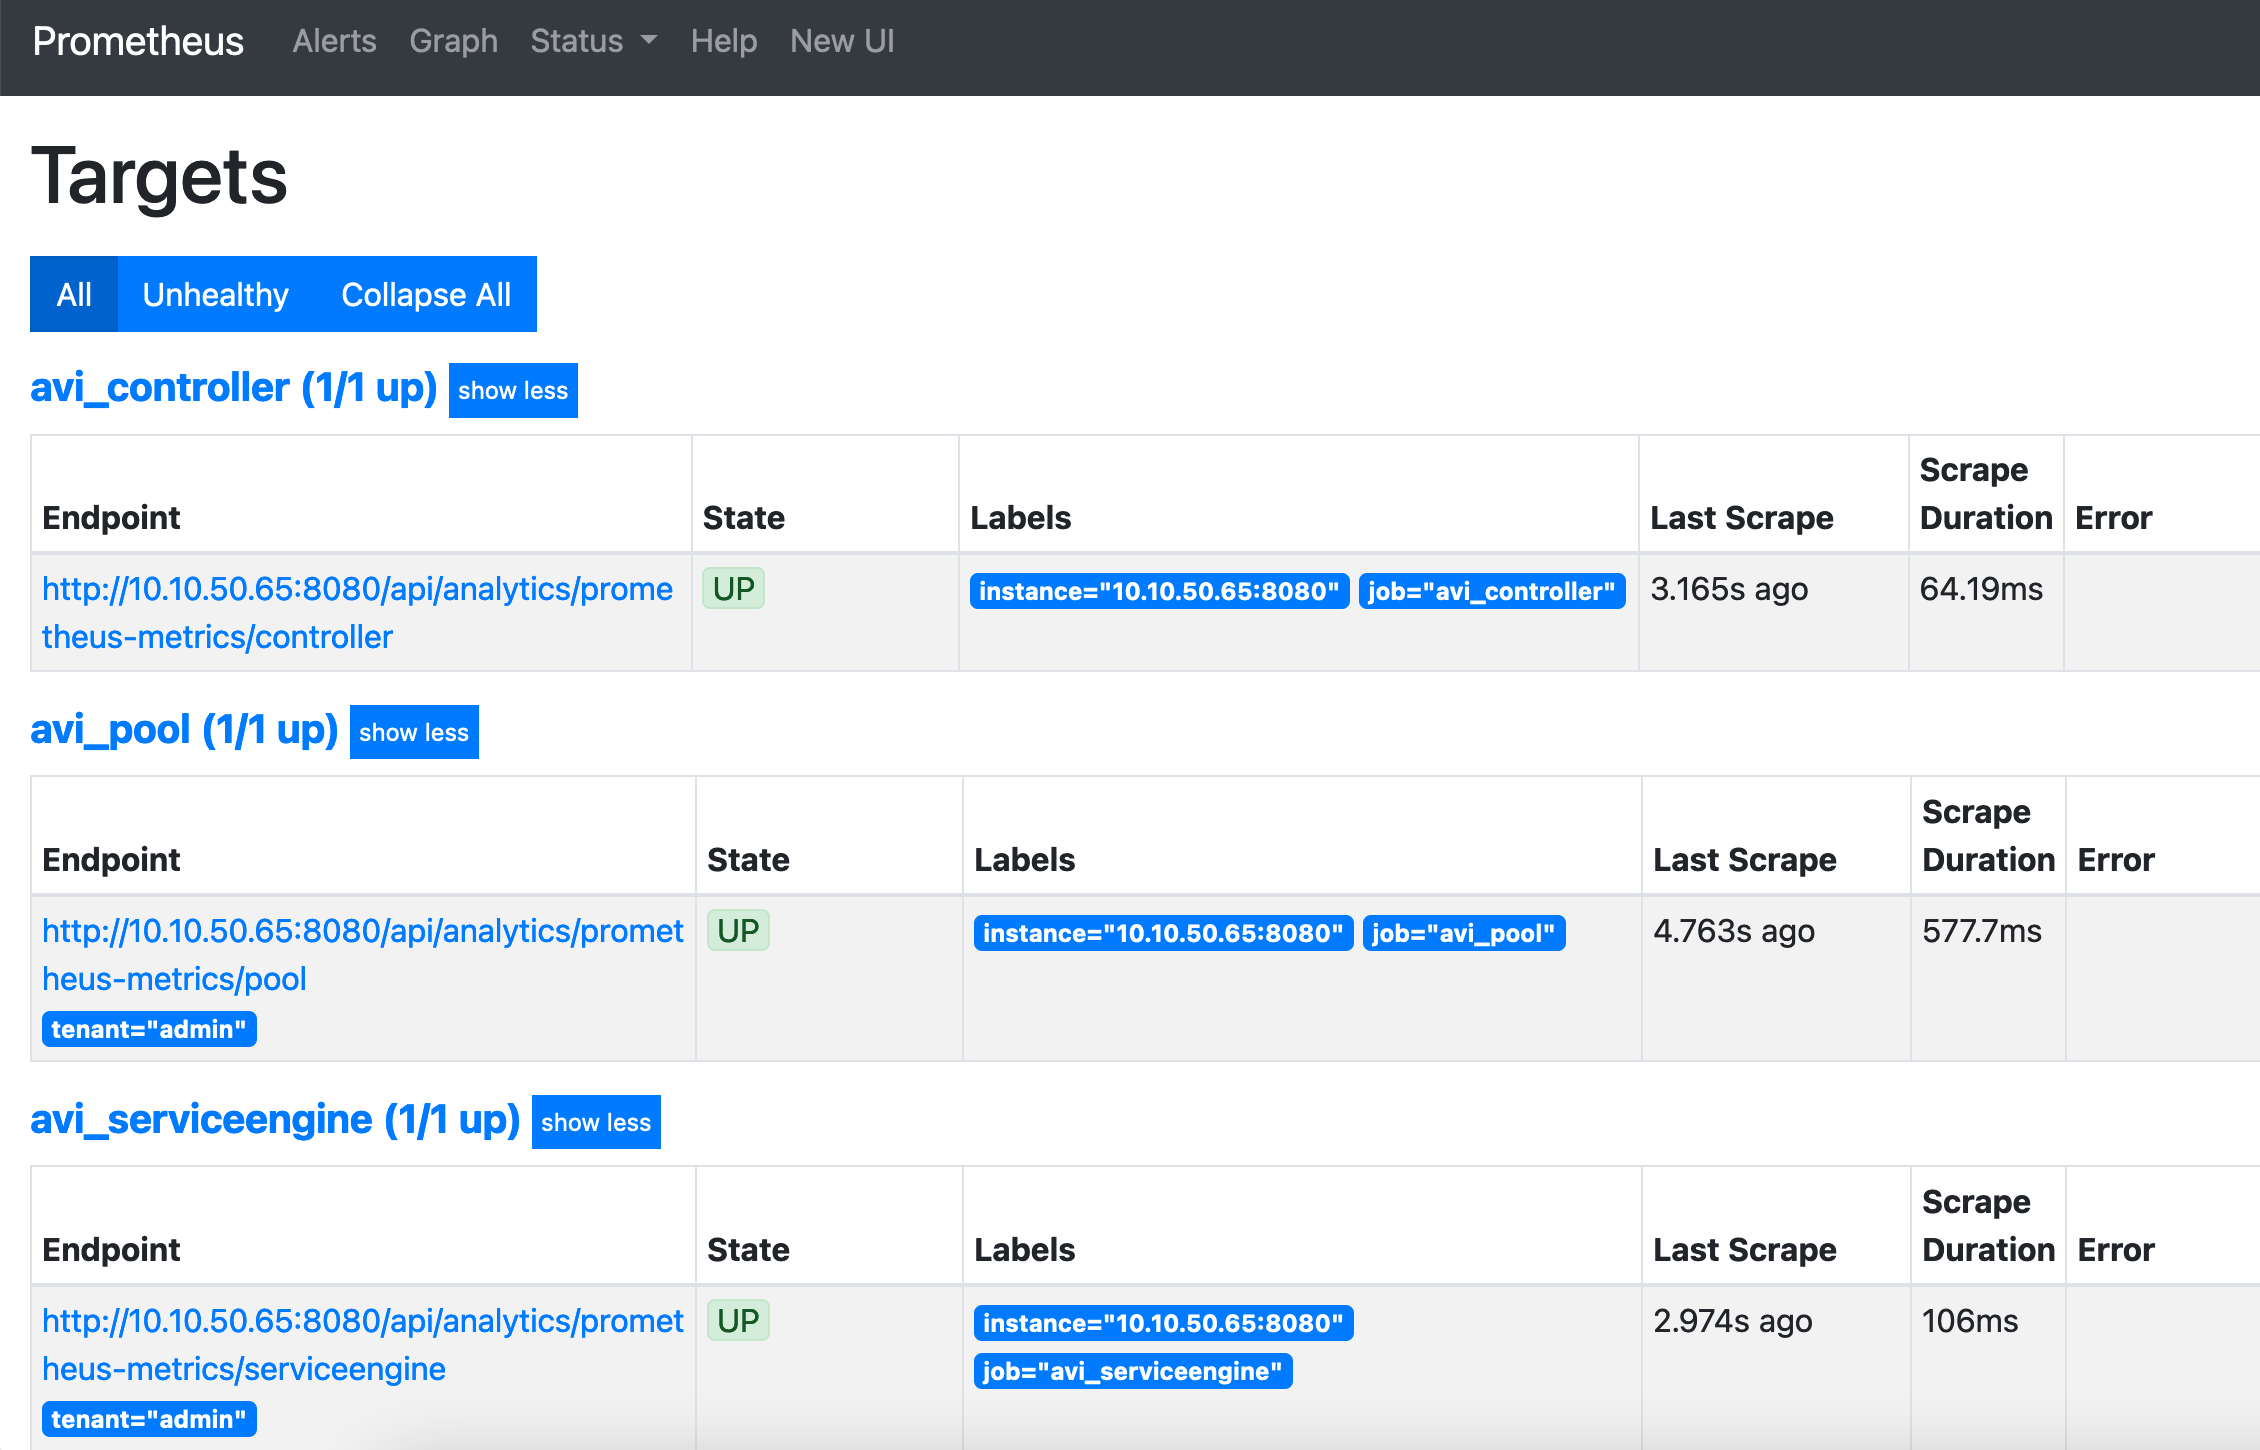 Prometheus Alerts Graph Status Help New UI
Targets
All Unhealthy Collapse All
avi_controller (1/1 up) show less
Endpoint State Labels Last Scrape Scrape Duration Error
http://10.10.50.65:8080/api/analytics/prome
theus-metrics/controller
UP
instance="10.10.50.65:8080" job="avi_controller"
3.165s ago
64.19ms
avi_pool (1/1 up) show less
Endpoint State Labels Last Scrape Scrape Duration Error
http://10.10.50.65:8080/api/analytics/promet
heus-metrics/pool
tenant="admin"
UP
instance="10.10.50.65:8080" job="avi_pool"
4.763s ago
577.7ms
avi_serviceengine (1/1 up) show less
Endpoint State Labels Last Scrape Scrape Duration Error
http://10.10.50.65:8080/api/analytics/promet
heus-metrics/serviceengine
tenant="admin"
UP
instance="10.10.50.65:8080"
job="avi_serviceengine"
2.974s ago
106ms